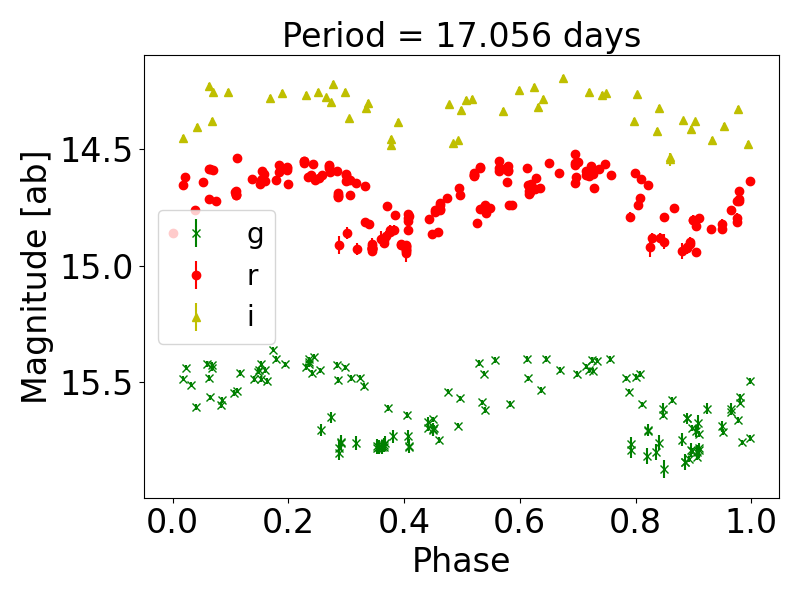 Period = 17.056 days
Magnitude [ab]
14.5
15.0
15.5
g
r
i
0.0 0.2 0.4 0.6 0.8 1.0
Phase